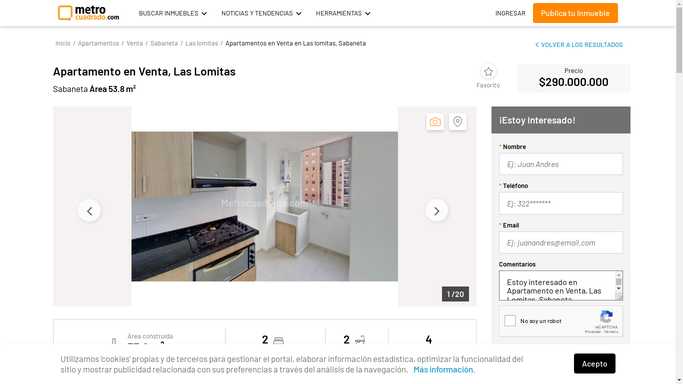 metro
cuadrado.com
BUSCAR INMUEBLES
NOTICIAS Y TENDENCIAS
HERRAMIENTAS
INGRESAR
Publica tu Inmueble
Inicio / Apartamentos / Venta / Sabaneta / Las lomitas / Apartamentos en Venta en Las lomitas, Sabaneta
VOLVER A LOS RESULTADOS
Apartamento en Venta, Las Lomitas
Sabaneta Área 53.8 m²
Favorito
Precio
$290.000.000
1 /20
¡Estoy Interesado!
* Nombre
Ej: Juan Andres
* Teléfono
Ej: 322*******
* Email
Ej: juanandres@email.com
Comentarios
Estoy interesado en
Apartamento en Venta, Las
Lomitas, Sabaneta
No soy un robot
reCAPTCHA
Privacidad - Términos
Área construida
2
2
4
Utilizamos 'cookies' propias y de terceros para gestionar el portal, elaborar información estadística, optimizar la funcionalidad del
sitio y mostrar publicidad relacionada con sus preferencias a través del análisis de la navegación. Más información.
Acepto